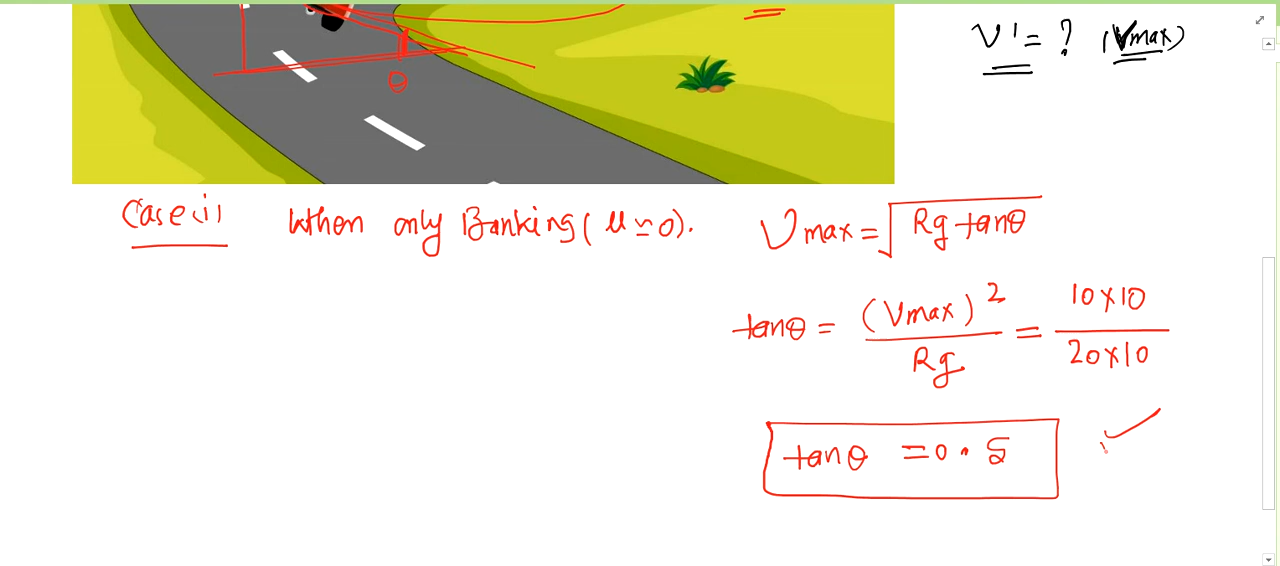 V' = ? (Vmax)
θ
Case ii) When only Banking ( μ ≃ 0 ). Vmax = √Rg tanθ
tanθ = (Vmax)² / Rg = 10×10 / 20×10
tanθ = 0.5